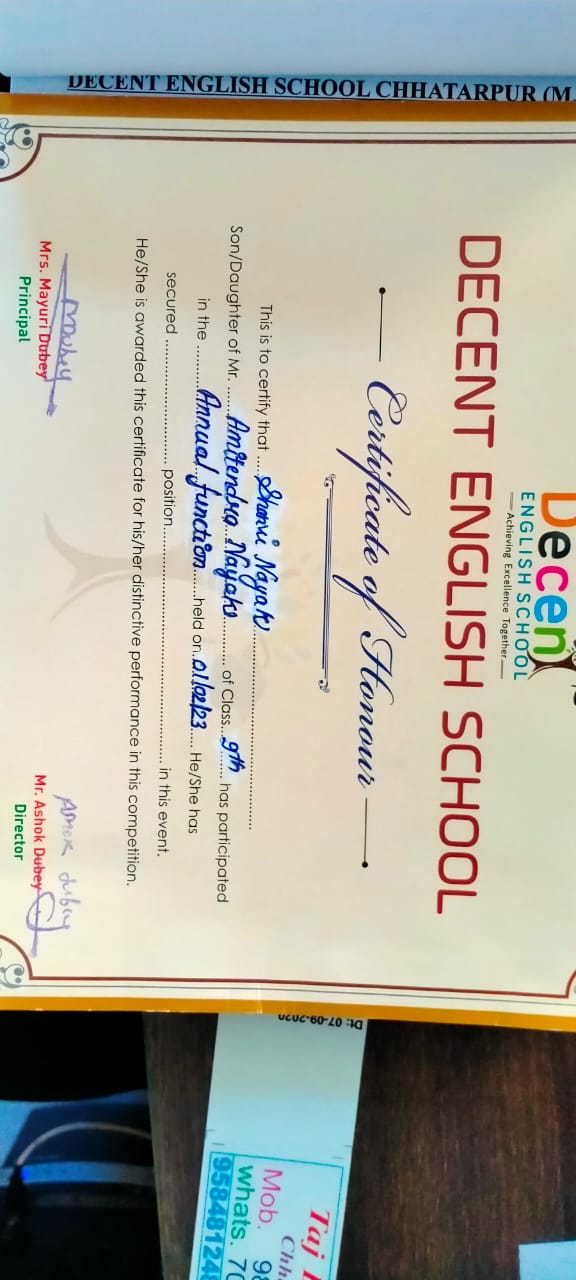 Decent
ENGLISH SCHOOL
Achieving Excellence Together
DECENT ENGLISH SCHOOL
Certificate of Honour
This is to certify that ....Shanvi Nayak..........................................
Son/Daughter of Mr. ......Amitendra Nayak............ of Class...9th....... has participated
in the ..........Annual function.......held on.01/02/23..... He/She has
secured ............................ position..................................................... in this event.
He/She is awarded this certificate for his/her distinctive performance in this competition.
MDubey
Mrs. Mayuri Dubey
Principal
Ashok dubey
Mr. Ashok Dubey
Director
DECENT ENGLISH SCHOOL CHHATARPUR (M.
Dt: 07-09-2020
Taj
Chh
Mob. 98
whats. 70
95848124